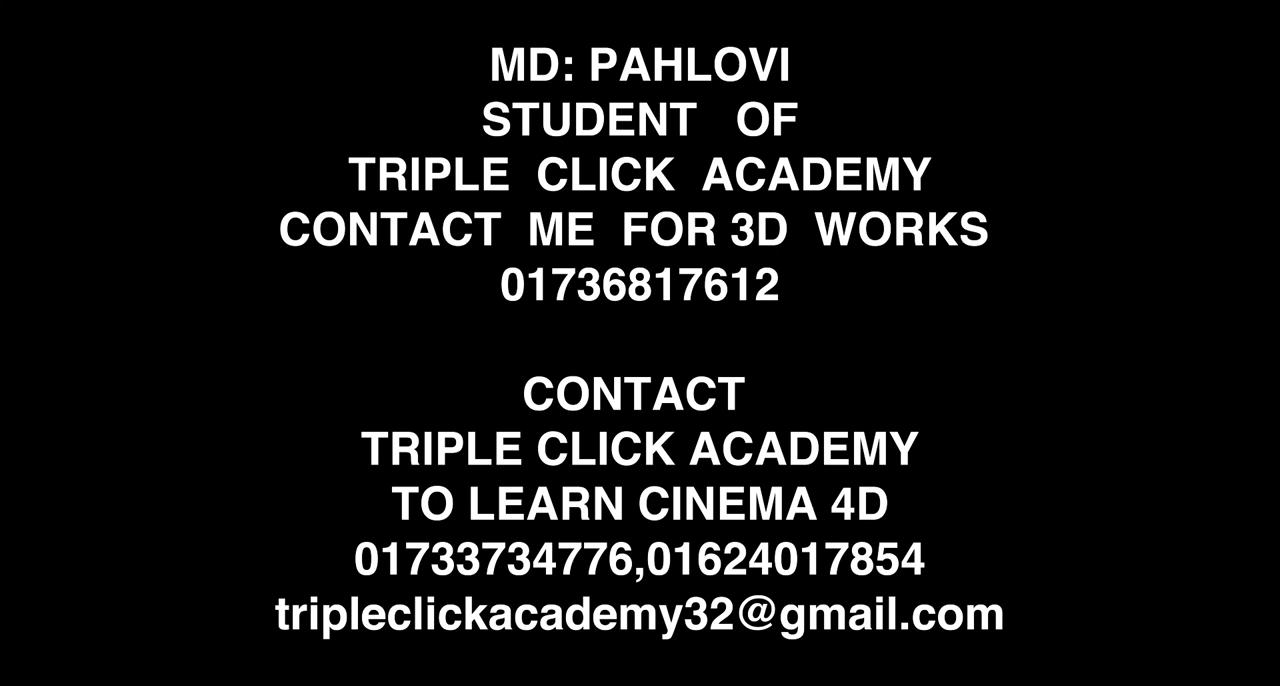 MD: PAHLOVI
STUDENT OF
TRIPLE CLICK ACADEMY
CONTACT ME FOR 3D WORKS
01736817612
CONTACT
TRIPLE CLICK ACADEMY
TO LEARN CINEMA 4D
01733734776,01624017854
tripleclickacademy32@gmail.com